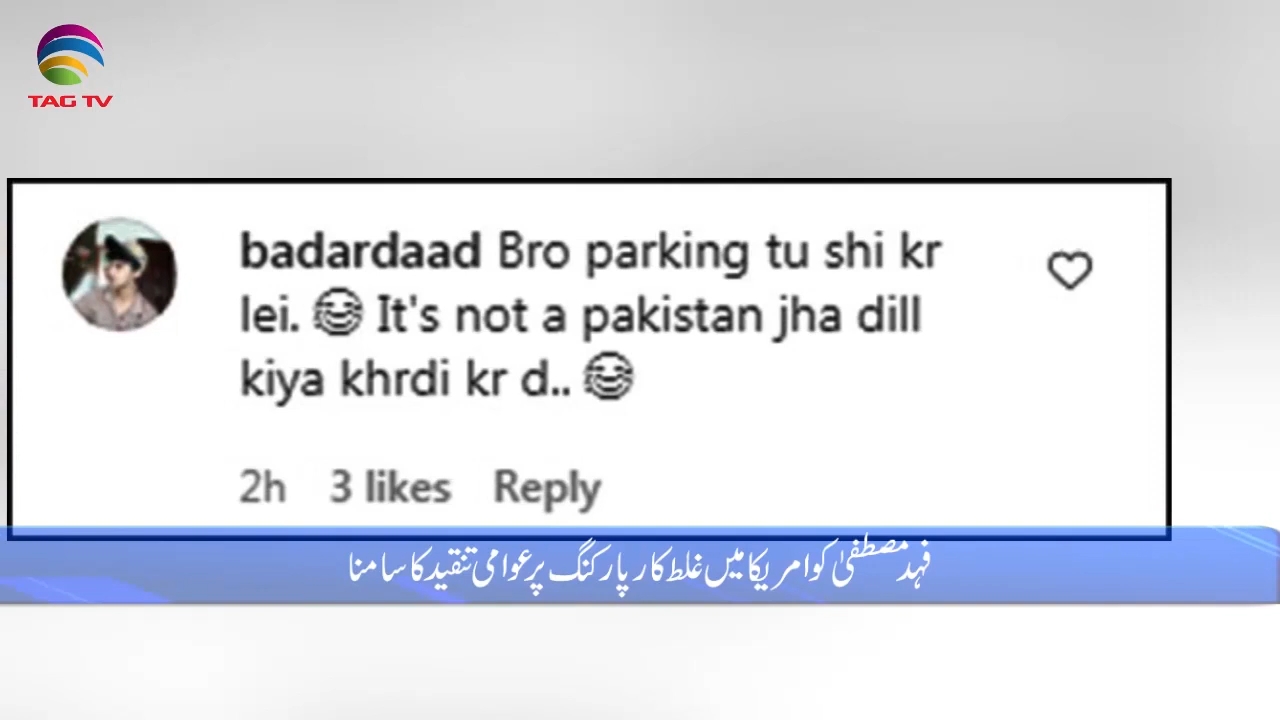 TAG TV
badardaad Bro parking tu shi kr
lei. 😂 It's not a pakistan jha dill
kiya khrdi kr d.. 😂
2h 3 likes Reply
فہد مصطفیٰ کو امریکا میں غلط کار پارکنگ پر عوامی تنقید کا سامنا